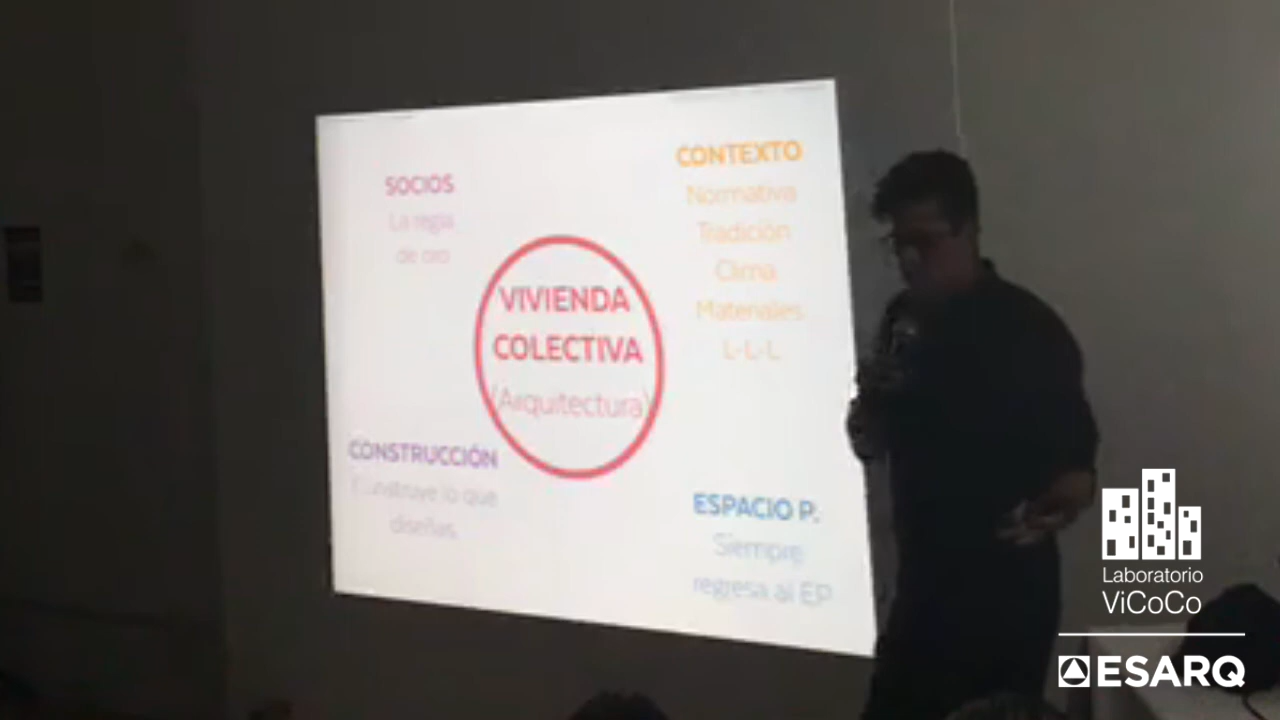 SOCIOS
La regla
de oro
CONTEXTO
Normativa
Tradición
Clima
Materiales
L-L-L
VIVIENDA
COLECTIVA
(Arquitectura)
CONSTRUCCIÓN
Construye lo que
diseñas.
ESPACIO P.
Siempre
regresa al EP
Laboratorio
ViCoCo
ESARQ